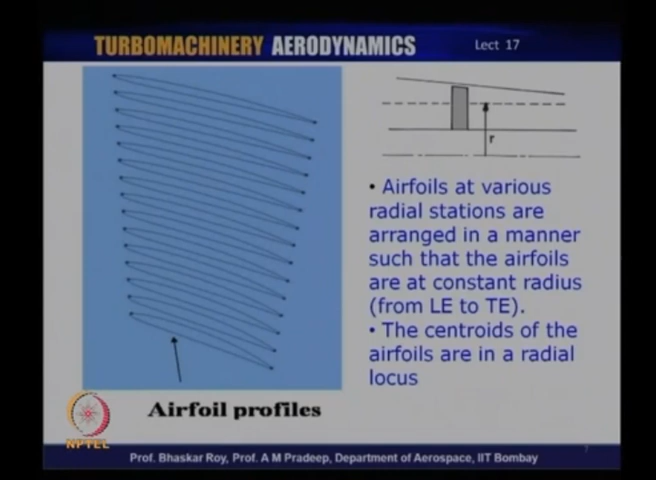 TURBOMACHINERY AERODYNAMICS
Lect 17
r
• Airfoils at various
radial stations are
arranged in a manner
such that the airfoils
are at constant radius
(from LE to TE).
• The centroids of the
airfoils are in a radial
locus
Airfoil profiles
NPTEL
Prof. Bhaskar Roy, Prof. A M Pradeep, Department of Aerospace, IIT Bombay
7